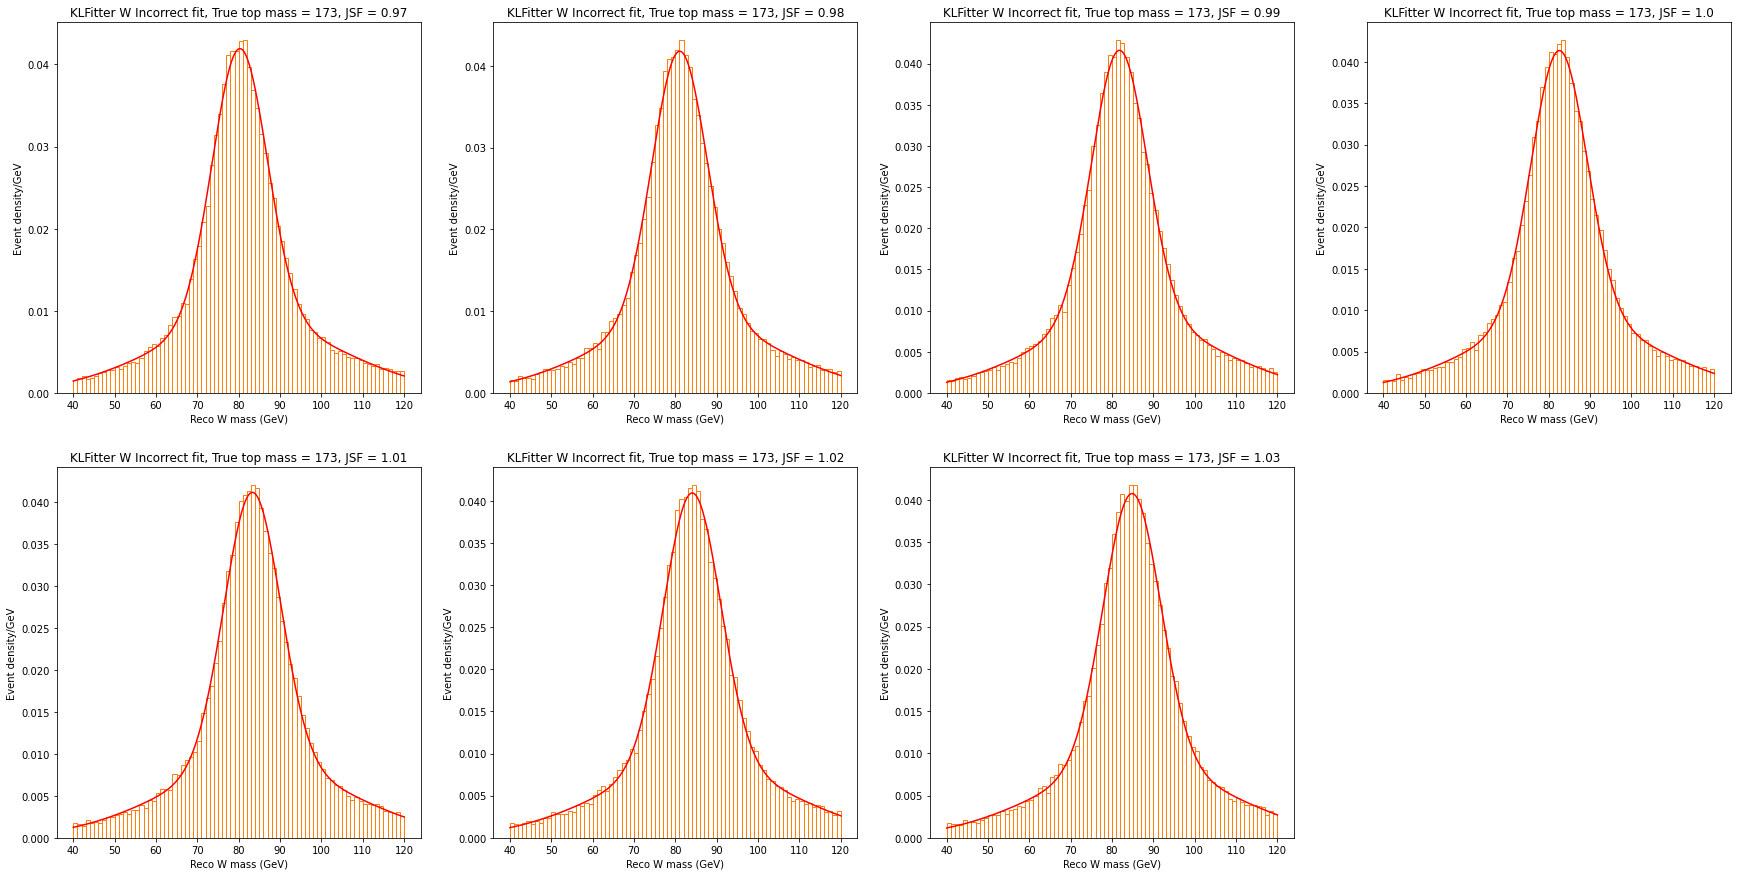 KLFitter W Incorrect fit, True top mass = 173, JSF = 0.97
Event density/GeV
0.04
0.03
0.02
0.01
0.00
40 50 60 70 80 90 100 110 120
Reco W mass (GeV)
KLFitter W Incorrect fit, True top mass = 173, JSF = 0.98
Event density/GeV
0.04
0.03
0.02
0.01
0.00
40 50 60 70 80 90 100 110 120
Reco W mass (GeV)
KLFitter W Incorrect fit, True top mass = 173, JSF = 0.99
Event density/GeV
0.040
0.035
0.030
0.025
0.020
0.015
0.010
0.005
0.000
40 50 60 70 80 90 100 110 120
Reco W mass (GeV)
KLFitter W Incorrect fit, True top mass = 173, JSF = 1.0
Event density/GeV
0.040
0.035
0.030
0.025
0.020
0.015
0.010
0.005
0.000
40 50 60 70 80 90 100 110 120
Reco W mass (GeV)
KLFitter W Incorrect fit, True top mass = 173, JSF = 1.01
Event density/GeV
0.040
0.035
0.030
0.025
0.020
0.015
0.010
0.005
0.000
40 50 60 70 80 90 100 110 120
Reco W mass (GeV)
KLFitter W Incorrect fit, True top mass = 173, JSF = 1.02
Event density/GeV
0.040
0.035
0.030
0.025
0.020
0.015
0.010
0.005
0.000
40 50 60 70 80 90 100 110 120
Reco W mass (GeV)
KLFitter W Incorrect fit, True top mass = 173, JSF = 1.03
Event density/GeV
0.040
0.035
0.030
0.025
0.020
0.015
0.010
0.005
0.000
40 50 60 70 80 90 100 110 120
Reco W mass (GeV)